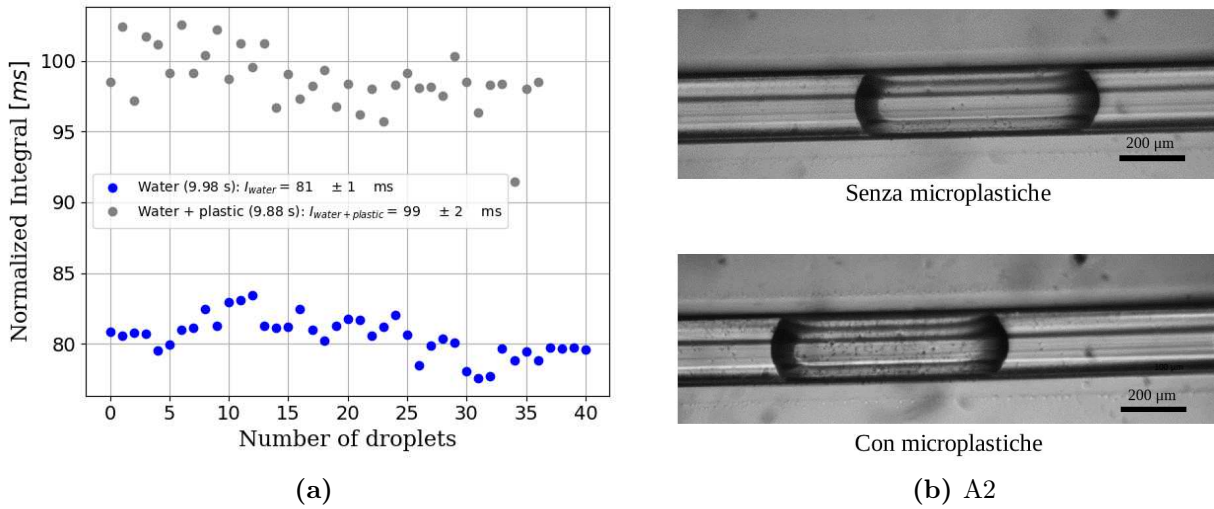 Normalized Integral [ms]
100
95
90
85
80
Water (9.98 s): I_water = 81 ± 1 ms
Water + plastic (9.88 s): I_water+plastic = 99 ± 2 ms
0 5 10 15 20 25 30 35 40
Number of droplets
(a)
200 µm
Senza microplastiche
200 µm
200 µm
Con microplastiche
(b) A2